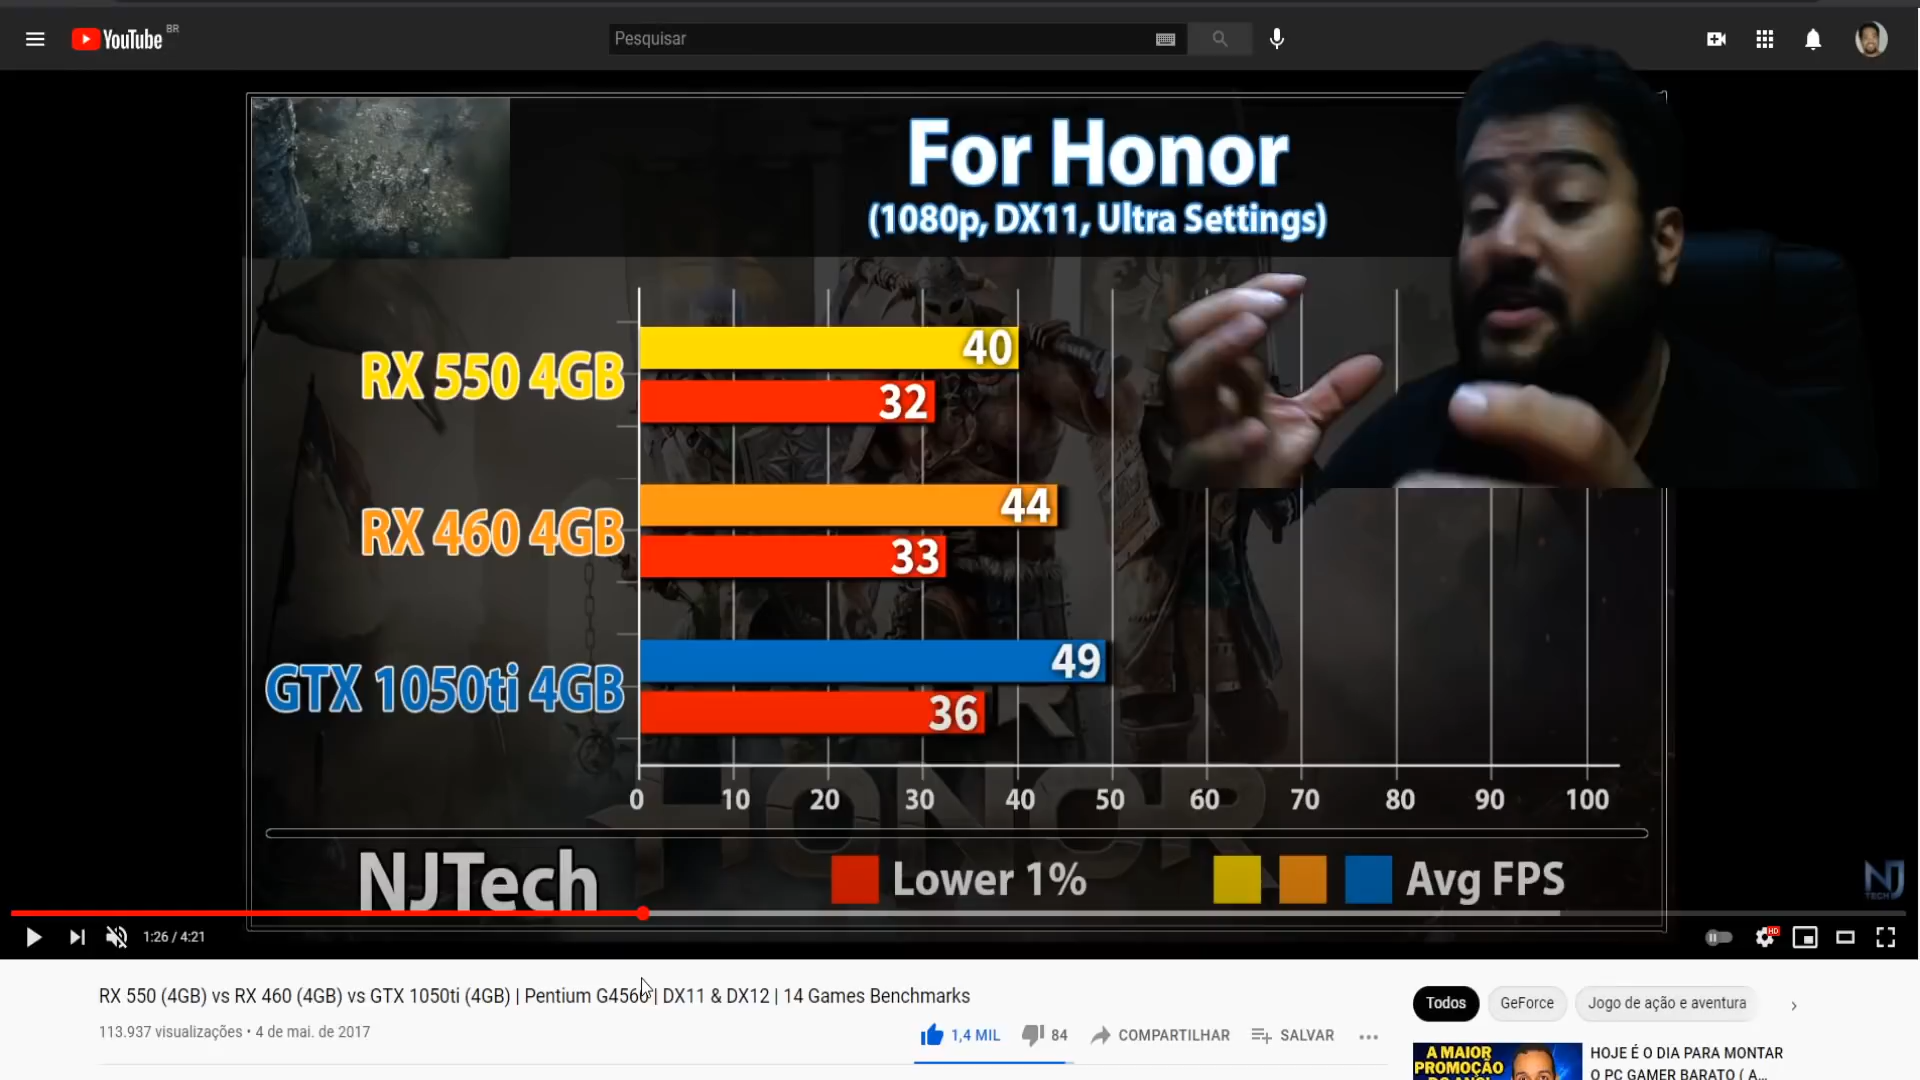 YouTube BR
Pesquisar
For Honor
(1080p, DX11, Ultra Settings)
RX 550 4GB
40
32
RX 460 4GB
44
33
GTX 1050ti 4GB
49
36
0 10 20 30 40 50 60 70 80 90 100
HONOR
NJTech
Lower 1%
Avg FPS
NJ
TECH
1:26 / 4:21
HD
RX 550 (4GB) vs RX 460 (4GB) vs GTX 1050ti (4GB) | Pentium G4560 | DX11 & DX12 | 14 Games Benchmarks
113.937 visualizações • 4 de mai. de 2017
1,4 MIL
84
COMPARTILHAR
SALVAR
Todos
GeForce
Jogo de ação e aventura
A MAIOR
PROMOÇÃO
HOJE É O DIA PARA MONTAR
O PC GAMER BARATO ( A...